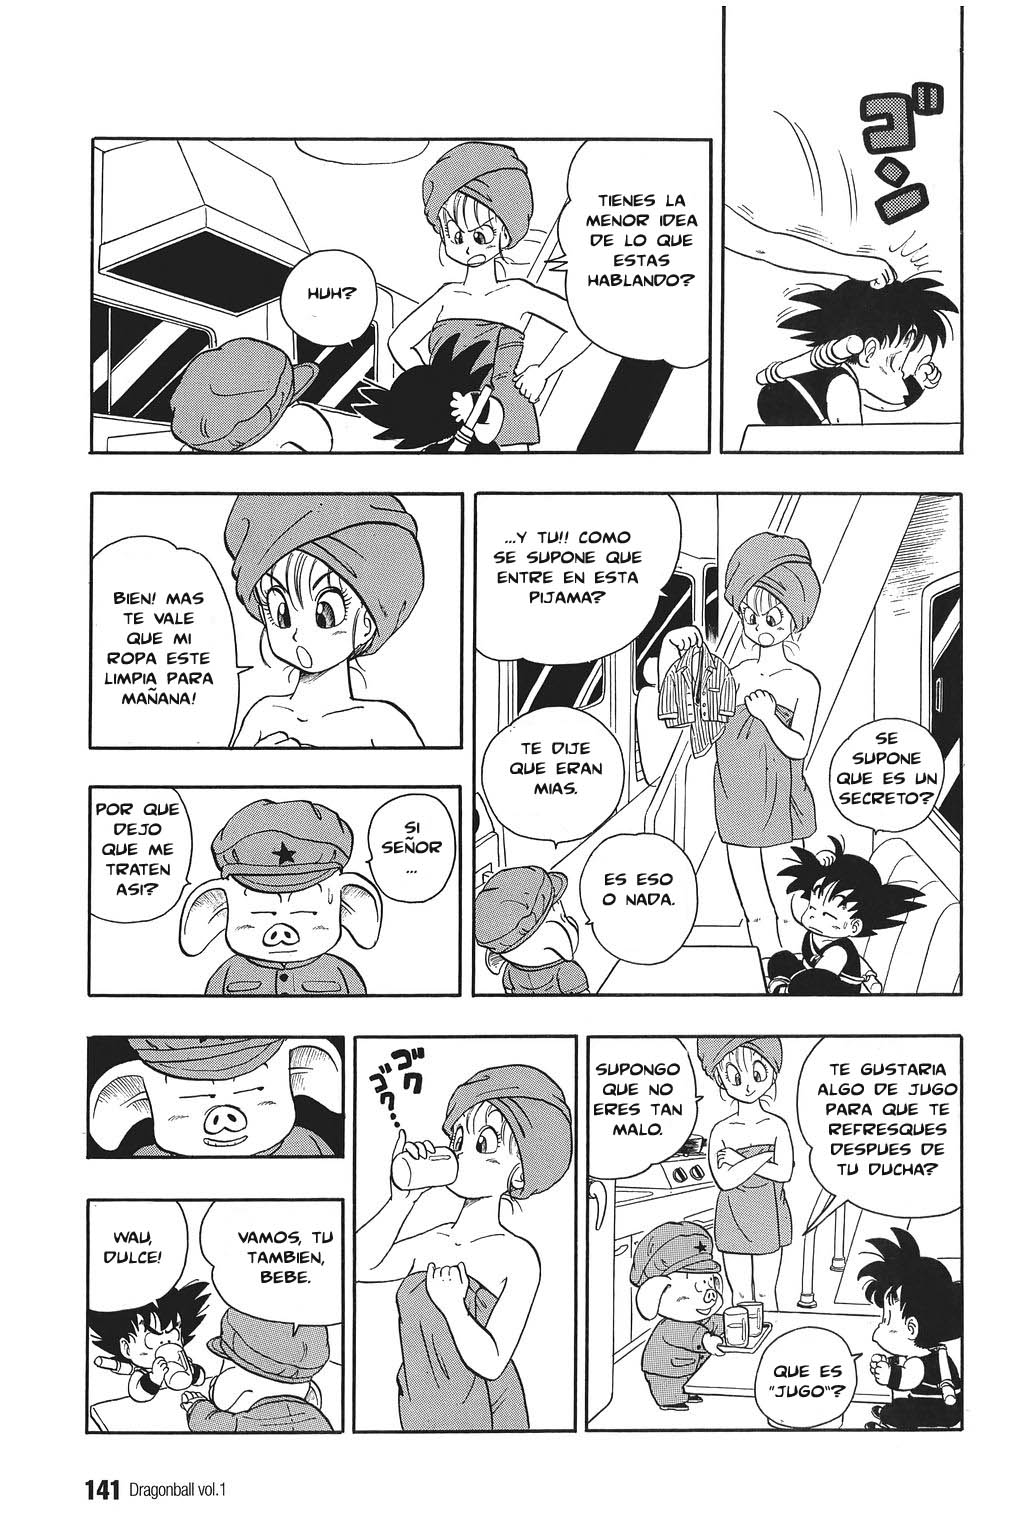 ゴン
TIENES LA
MENOR IDEA
DE LO QUE
ESTAS
HABLANDO?
HUH?
...Y TU!! COMO
SE SUPONE QUE
ENTRE EN ESTA
PIJAMA?
TE DIJE
QUE ERAN
MIAS.
SE
SUPONE
QUE ES UN
SECRETO?
ES ESO
O NADA.
BIEN! MAS
TE VALE
QUE MI
ROPA ESTE
LIMPIA PARA
MAÑANA!
SI
SEÑOR
...
POR QUE
DEJO
QUE ME
TRATEN
ASI?
TE GUSTARIA
ALGO DE JUGO
PARA QUE TE
REFRESQUES
DESPUES DE
TU DUCHA?
SUPONGO
QUE NO
ERES TAN
MALO.
QUE ES
"JUGO"?
ゴク
ゴク?..
VAMOS, TU
TAMBIEN,
BEBE.
WAU,
DULCE!
141 Dragonball vol.1